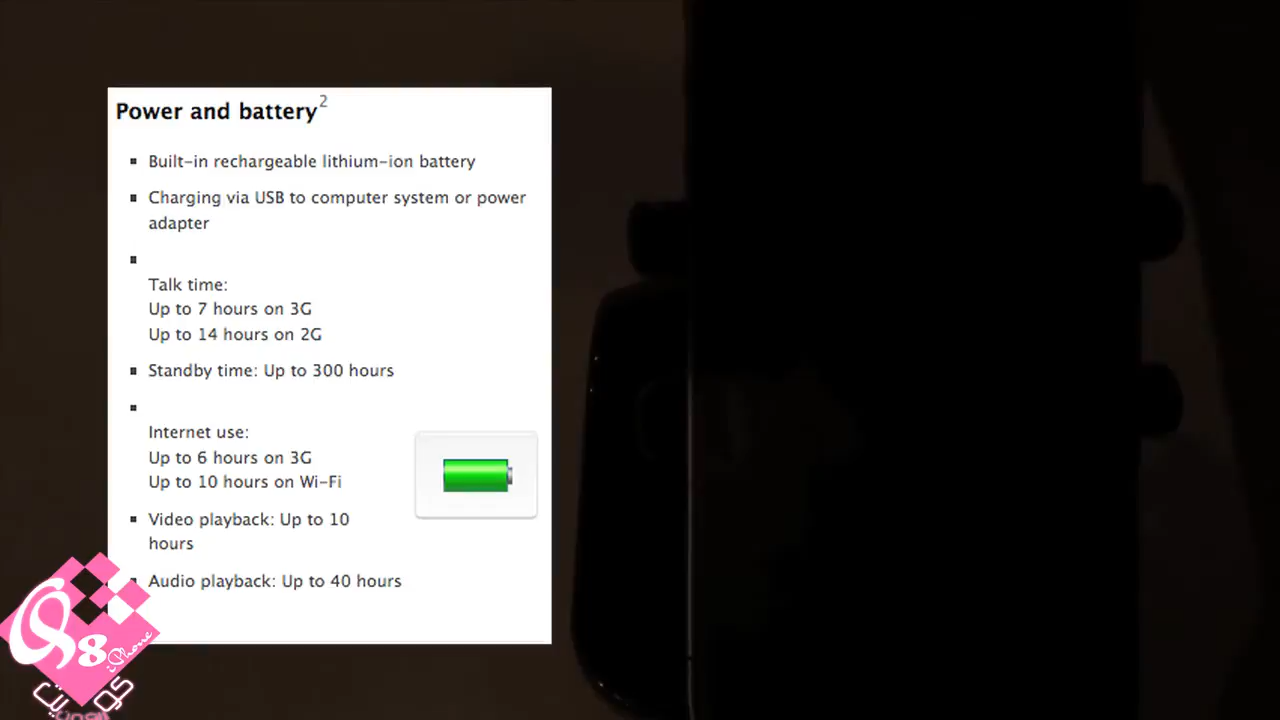 Power and battery2
▪ Built-in rechargeable lithium-ion battery
▪ Charging via USB to computer system or power
adapter
▪
Talk time:
Up to 7 hours on 3G
Up to 14 hours on 2G
▪ Standby time: Up to 300 hours
▪
Internet use:
Up to 6 hours on 3G
Up to 10 hours on Wi-Fi
▪ Video playback: Up to 10
hours
▪ Audio playback: Up to 40 hours
Q8
iPhone
كويت